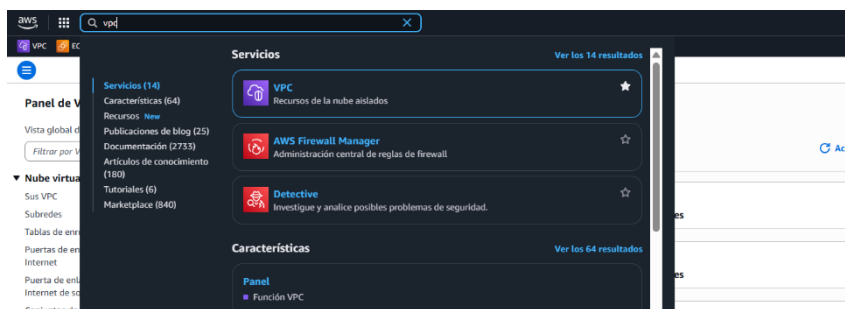 aws
vpc
VPC
EC
Servicios
Ver los 14 resultados
Servicios (14)
Características (64)
Recursos New
Publicaciones de blog (25)
Documentación (2733)
Artículos de conocimiento
(180)
Tutoriales (6)
Marketplace (840)
VPC
Recursos de la nube aislados
AWS Firewall Manager
Administración central de reglas de firewall
Detective
Investigue y analice posibles problemas de seguridad.
Características
Ver los 64 resultados
Panel
Función VPC
Panel de V
Vista global d
Filtrar por V
Nube virtua
Sus VPC
Subredes
Tablas de enr
Puertas de en
Internet
Puerta de enl
Internet de so
Ac
es
es